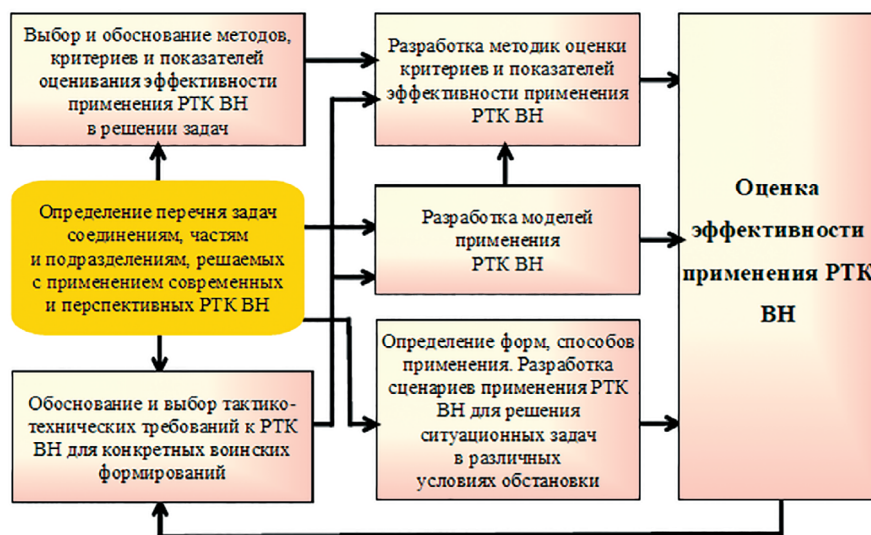 Выбор и обоснование методов,
критериев и показателей
оценивания эффективности
применения РТК ВН
в решении задач
Разработка методик оценки
критериев и показателей
эффективности применения
РТК ВН
Определение перечня задач
соединениям, частям
и подразделениям, решаемых
с применением современных
и перспективных РТК ВН
Разработка моделей
применения
РТК ВН
Обоснование и выбор тактико-
технических требований к РТК
ВН для конкретных воинских
формирований
Определение форм, способов
применения. Разработка
сценариев применения РТК
ВН для решения
ситуационных задач
в различных
условиях обстановки
Оценка
эффективности
применения РТК
ВН